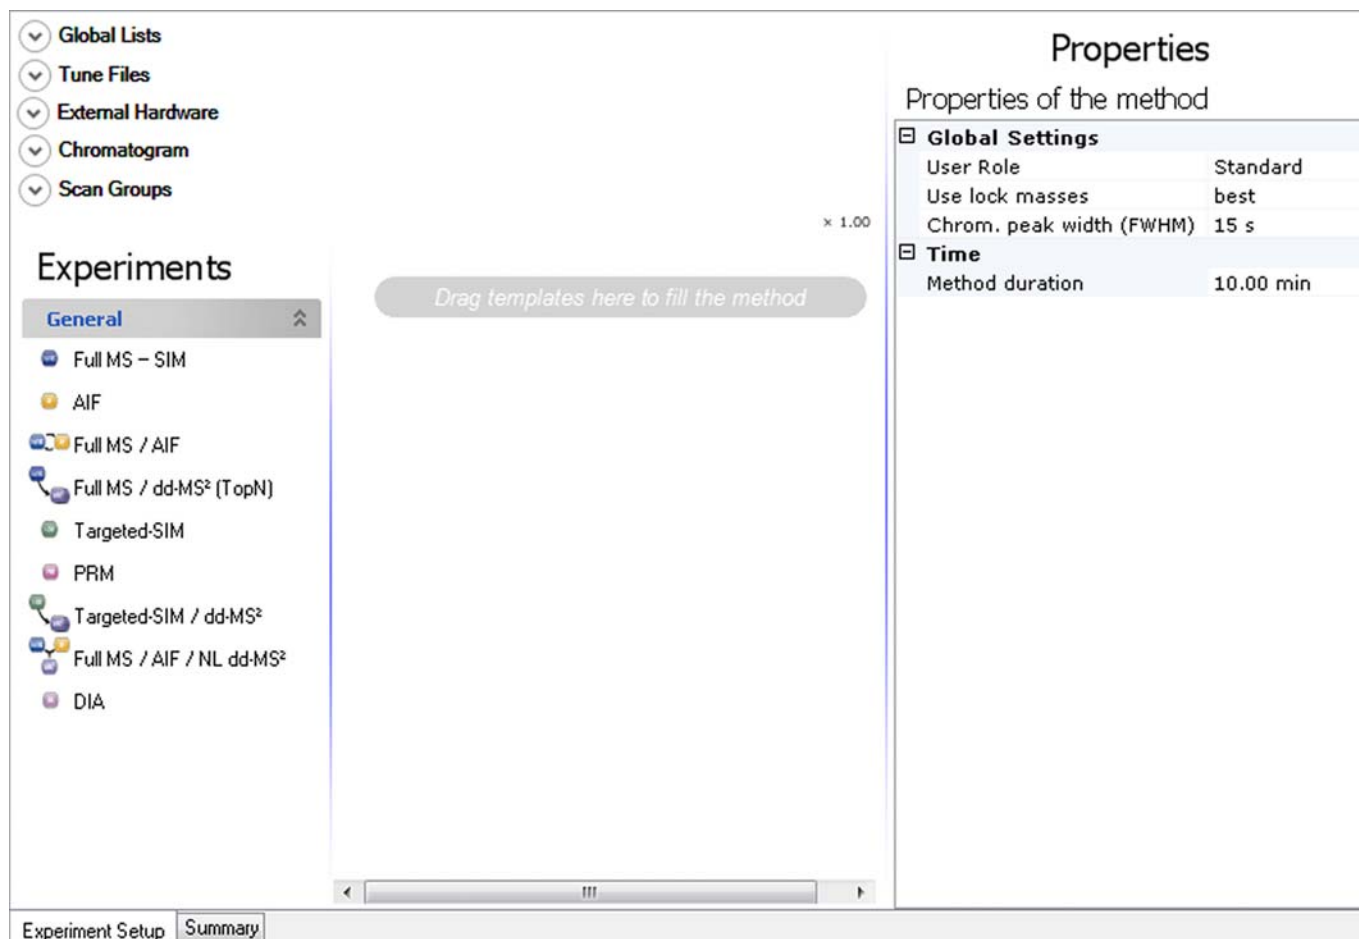 Global Lists
Tune Files
External Hardware
Chromatogram
Scan Groups
× 1.00
Experiments
General
Full MS – SIM
AIF
Full MS / AIF
Full MS / dd-MS² (TopN)
Targeted-SIM
PRM
Targeted-SIM / dd-MS²
Full MS / AIF / NL dd-MS²
DIA
Drag templates here to fill the method
Properties
Properties of the method
Global Settings
User Role Standard
Use lock masses best
Chrom. peak width (FWHM) 15 s
Time
Method duration 10.00 min
Experiment Setup Summary